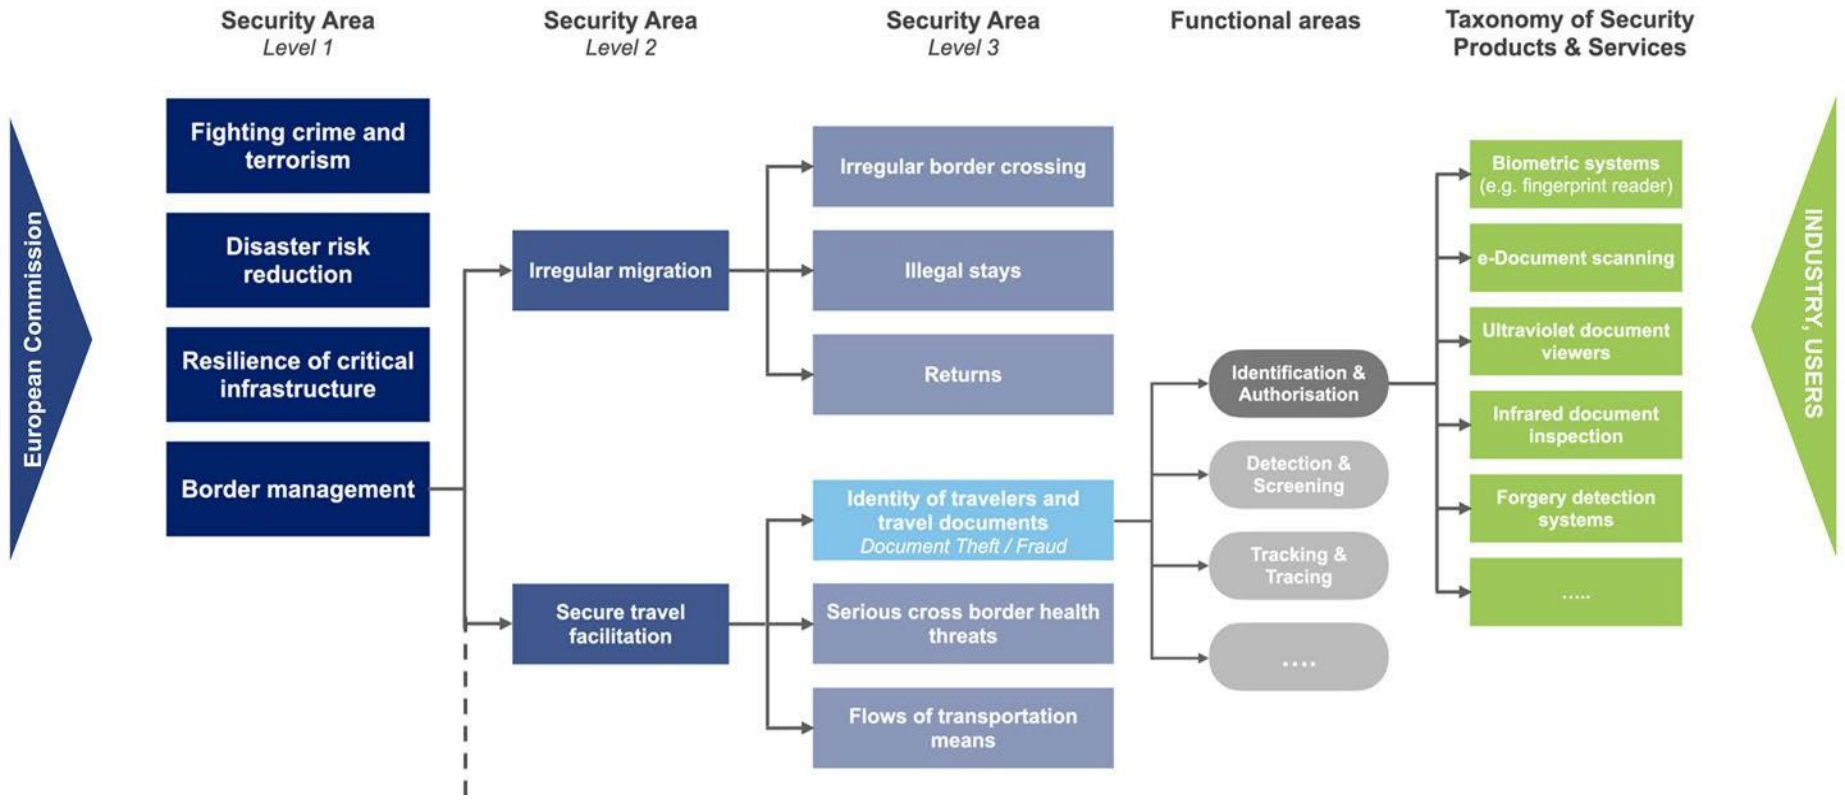 Security Area
Level 1
Security Area
Level 2
Security Area
Level 3
Functional areas
Taxonomy of Security
Products & Services
European Commission
Fighting crime and
terrorism
Disaster risk
reduction
Resilience of critical
infrastructure
Border management
Irregular migration
Secure travel
facilitation
Irregular border crossing
Illegal stays
Returns
Identity of travelers and
travel documents
Document Theft / Fraud
Serious cross border health
threats
Flows of transportation
means
Identification &
Authorisation
Detection &
Screening
Tracking &
Tracing
....
Biometric systems
(e.g. fingerprint reader)
e-Document scanning
Ultraviolet document
viewers
Infrared document
inspection
Forgery detection
systems
.....
INDUSTRY, USERS